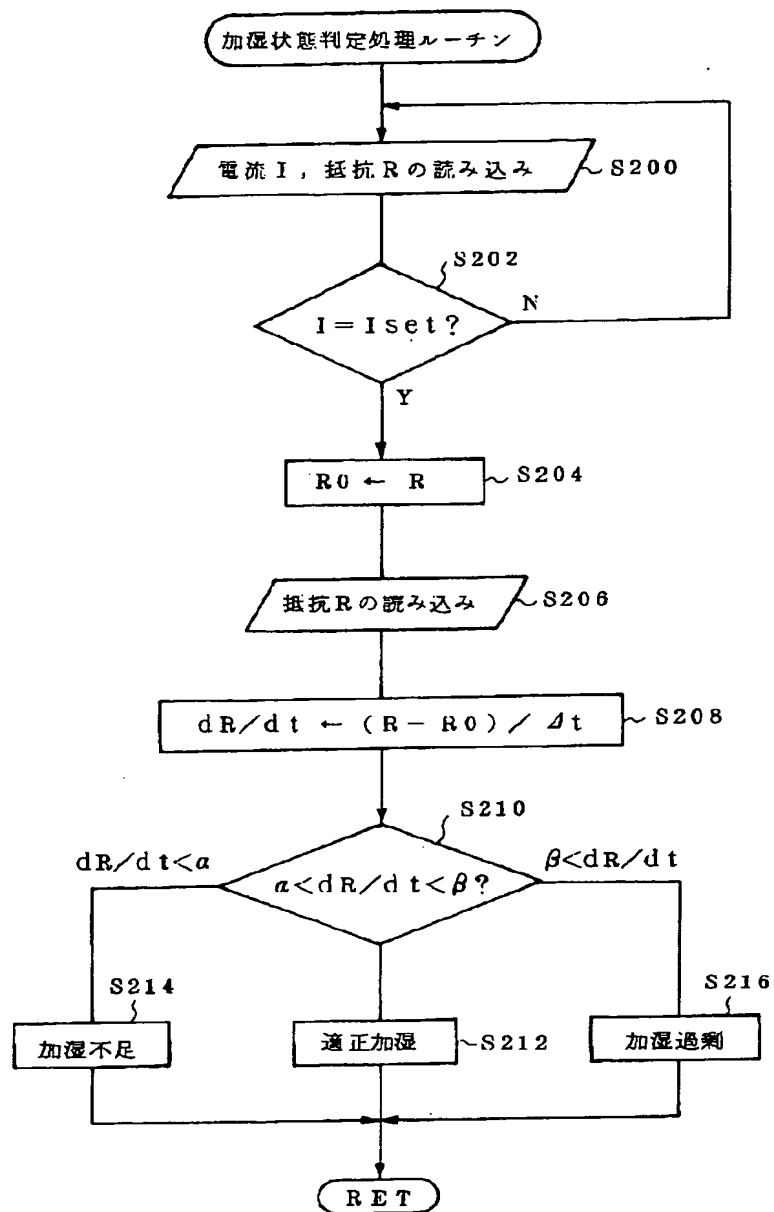 加湿状態判定処理ルーチン
電流I，抵抗Rの読み込み
S200
S202
I＝Iset？
N
Y
R0 ← R
S204
抵抗Rの読み込み
S206
dR/dt ← (R－R0)／Δt
S208
S210
dR/dt<α
α<dR/dt<β？
β<dR/dt
S214
S216
加湿不足
適正加湿
S212
加湿過剰
RET